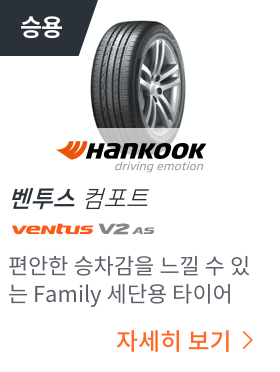 승용
HANKOOK
driving emotion
벤투스 컴포트
ventus V2 AS
편안한 승차감을 느낄 수 있
는 Family 세단용 타이어
자세히 보기 >